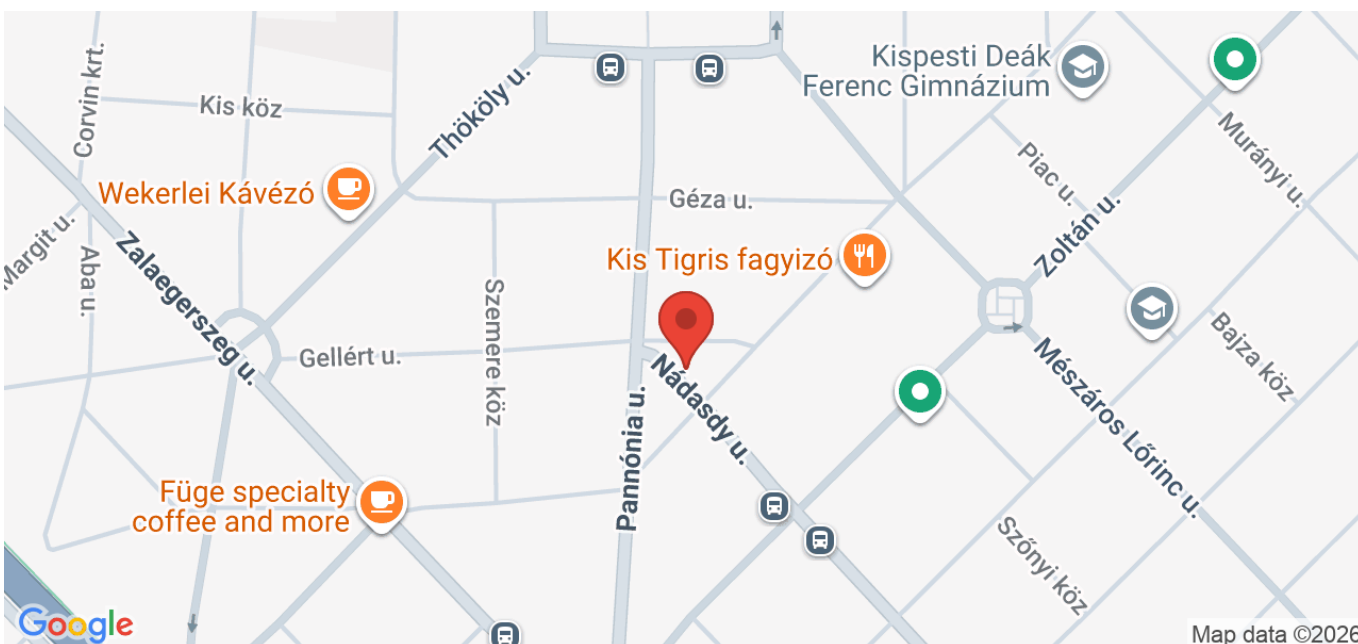 Corvin krt.
Kis köz
Thököly u.
Kispesti Deák
Ferenc Gimnázium
Murányi u.
Piac u.
Wekerlei Kávézó
Géza u.
Zoltán u.
Margit u.
Aba u.
Zalaegerszeg u.
Kis Tigris fagyizó
Szemere köz
Gellért u.
Bajza köz
Mészáros Lőrinc u.
Nádasdy u.
Pannónia u.
Füge specialty
coffee and more
Szőnyi köz
Google
Map data ©2026